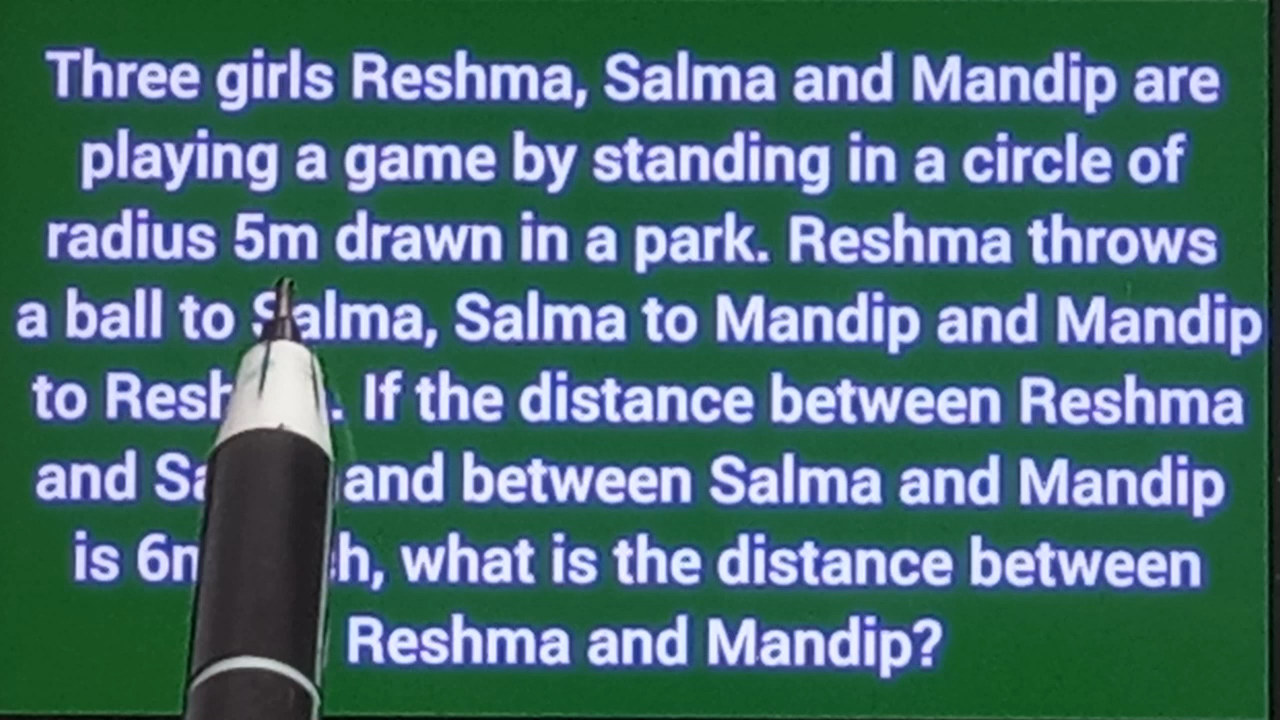 Three girls Reshma, Salma and Mandip are
playing a game by standing in a circle of
radius 5m drawn in a park. Reshma throws
a ball to Salma, Salma to Mandip and Mandip
to . If the distance between Reshma
and and between Salma and Mandip
is what is the distance between
Reshma and Mandip?